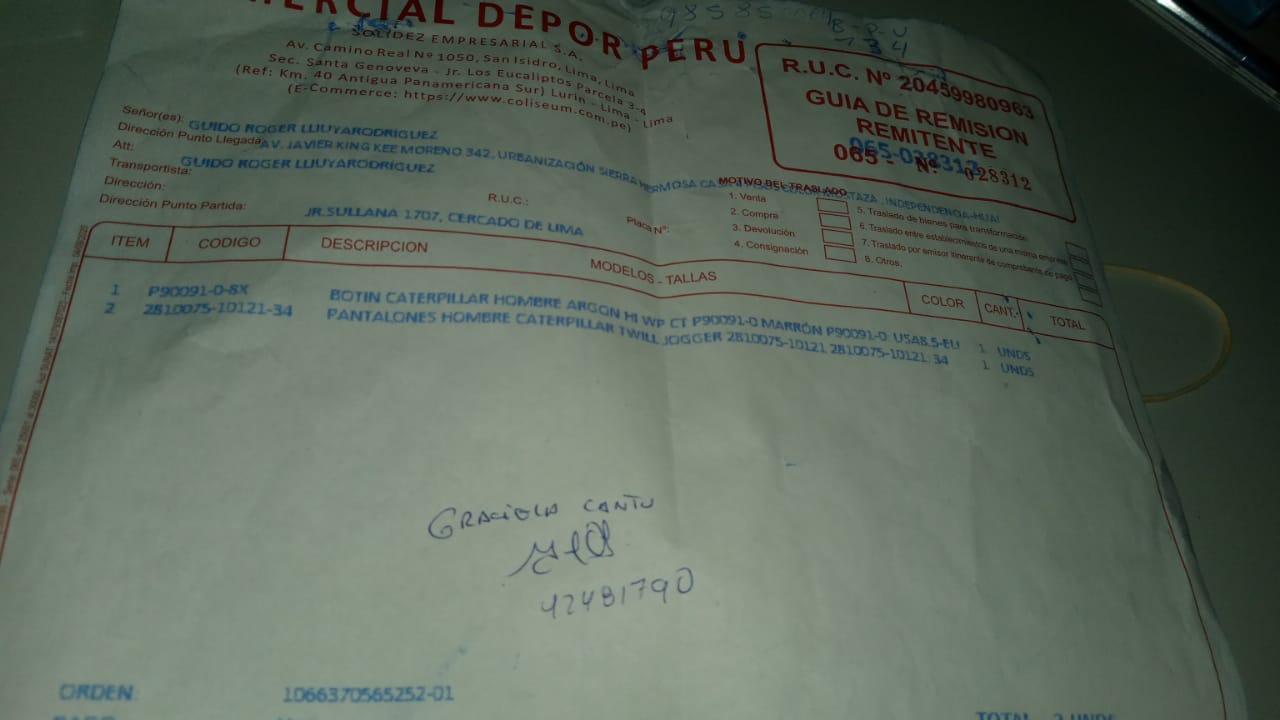 MERCIAL DEPOR PERU
SOLIDEZ EMPRESARIAL S.A.
Av. Camino Real Nº 1050, San Isidro, Lima, Lima
Sec. Santa Genoveva - Jr. Los Eucaliptos Parcela 3-4
(Ref: Km. 40 Antigua Panamericana Sur) Lurin - Lima - Lima
(E-Commerce: https://www.coliseum.com.pe)
R.U.C. Nº 20459980963
GUIA DE REMISION
REMITENTE
065-028313
065 - Nº 028312
Señor(es): GUIDO ROGER LLIUYARODRIGUEZ
Dirección Punto Llegada: AV. JAVIER KING KEE MORENO 342, URBANIZACIÓN SIERRA HERMOSA CASA INDEPENDENCIA-HUA
Att:
Transportista: GUIDO ROGER LLIUYARODRÍGUEZ
Dirección: R.U.C.:
Dirección Punto Partida: JR.SULLANA 1707, CERCADO DE LIMA Placa Nº:
MOTIVO DEL TRASLADO
1. Venta
2. Compra
3. Devolución
4. Consignación
5. Traslado de bienes para transformación
6. Traslado entre establecimientos de una misma empresa
7. Traslado por emisor itinerante de comprobante de pago
8. Otros.
ITEM CODIGO DESCRIPCION MODELOS - TALLAS COLOR CANT. TOTAL
1 P90091-0-8X BOTIN CATERPILLAR HOMBRE ARGON HI WP CT P90091-0 MARRÓN P90091-0: USA8.5-EU 1 UNDS
2 2810075-10121-34 PANTALONES HOMBRE CATERPILLAR TWILL JOGGER 2810075-10121 2810075-10121: 34 1 UNDS
GRACIELA CANTU
42481790
ORDEN: 1066370565252-01
TOTAL 2 UNDS